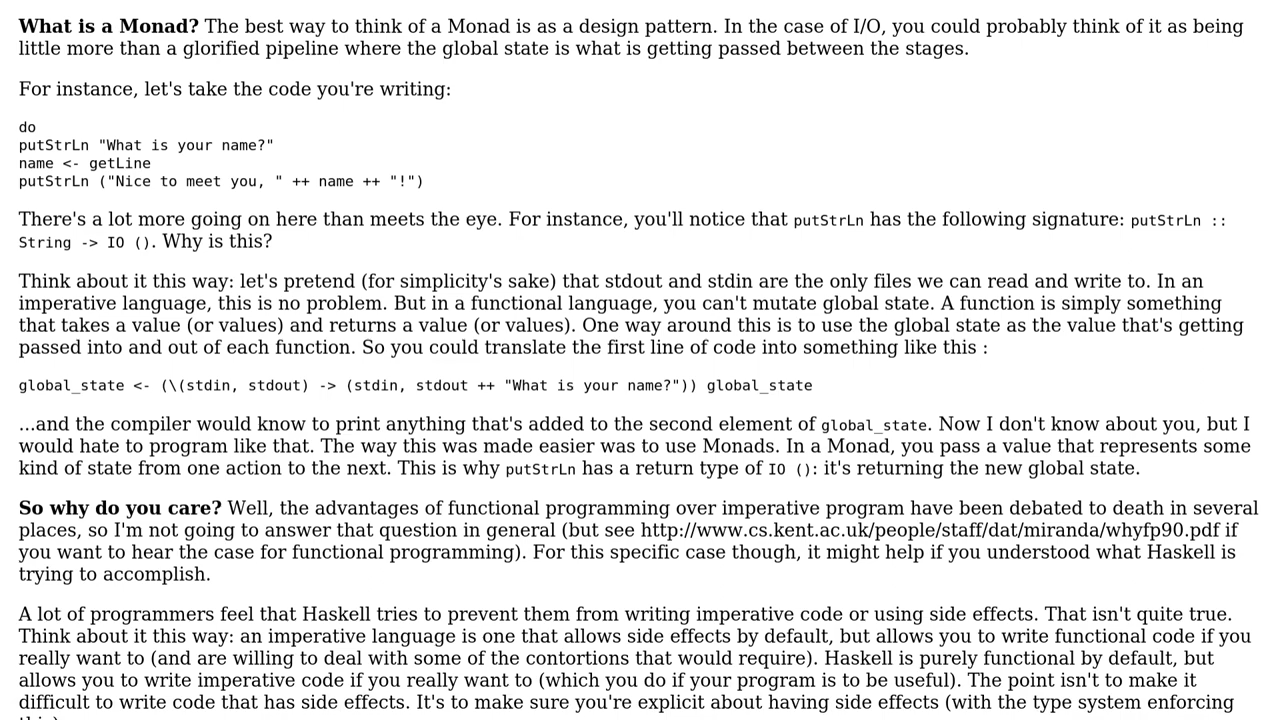 What is a Monad? The best way to think of a Monad is as a design pattern. In the case of I/O, you could probably think of it as being
little more than a glorified pipeline where the global state is what is getting passed between the stages.
For instance, let's take the code you're writing:
do
putStrLn "What is your name?"
name <- getLine
putStrLn ("Nice to meet you, " ++ name ++ "!")
There's a lot more going on here than meets the eye. For instance, you'll notice that putStrLn has the following signature: putStrLn ::
String -> IO (). Why is this?
Think about it this way: let's pretend (for simplicity's sake) that stdout and stdin are the only files we can read and write to. In an
imperative language, this is no problem. But in a functional language, you can't mutate global state. A function is simply something
that takes a value (or values) and returns a value (or values). One way around this is to use the global state as the value that's getting
passed into and out of each function. So you could translate the first line of code into something like this :
global_state <- (\(stdin, stdout) -> (stdin, stdout ++ "What is your name?")) global_state
...and the compiler would know to print anything that's added to the second element of global_state. Now I don't know about you, but I
would hate to program like that. The way this was made easier was to use Monads. In a Monad, you pass a value that represents some
kind of state from one action to the next. This is why putStrLn has a return type of IO (): it's returning the new global state.
So why do you care? Well, the advantages of functional programming over imperative program have been debated to death in several
places, so I'm not going to answer that question in general (but see http://www.cs.kent.ac.uk/people/staff/dat/miranda/whyfp90.pdf if
you want to hear the case for functional programming). For this specific case though, it might help if you understood what Haskell is
trying to accomplish.
A lot of programmers feel that Haskell tries to prevent them from writing imperative code or using side effects. That isn't quite true.
Think about it this way: an imperative language is one that allows side effects by default, but allows you to write functional code if you
really want to (and are willing to deal with some of the contortions that would require). Haskell is purely functional by default, but
allows you to write imperative code if you really want to (which you do if your program is to be useful). The point isn't to make it
difficult to write code that has side effects. It's to make sure you're explicit about having side effects (with the type system enforcing